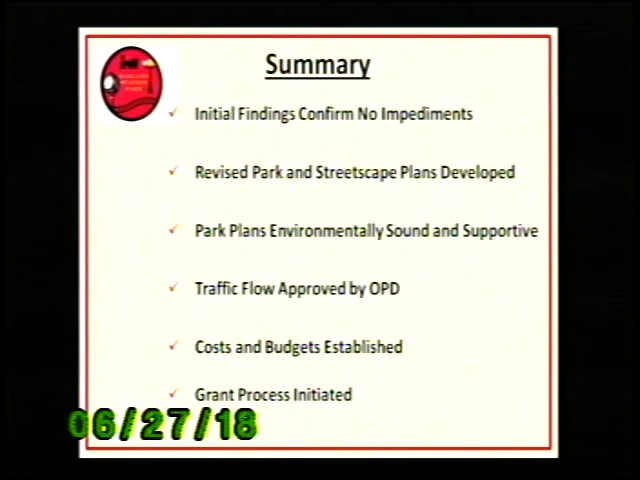 Summary
Initial Findings Confirm No Impediments
Revised Park and Streetscape Plans Developed
Park Plans Environmentally Sound and Supportive
Traffic Flow Approved by OPD
Costs and Budgets Established
Grant Process Initiated
06/27/18